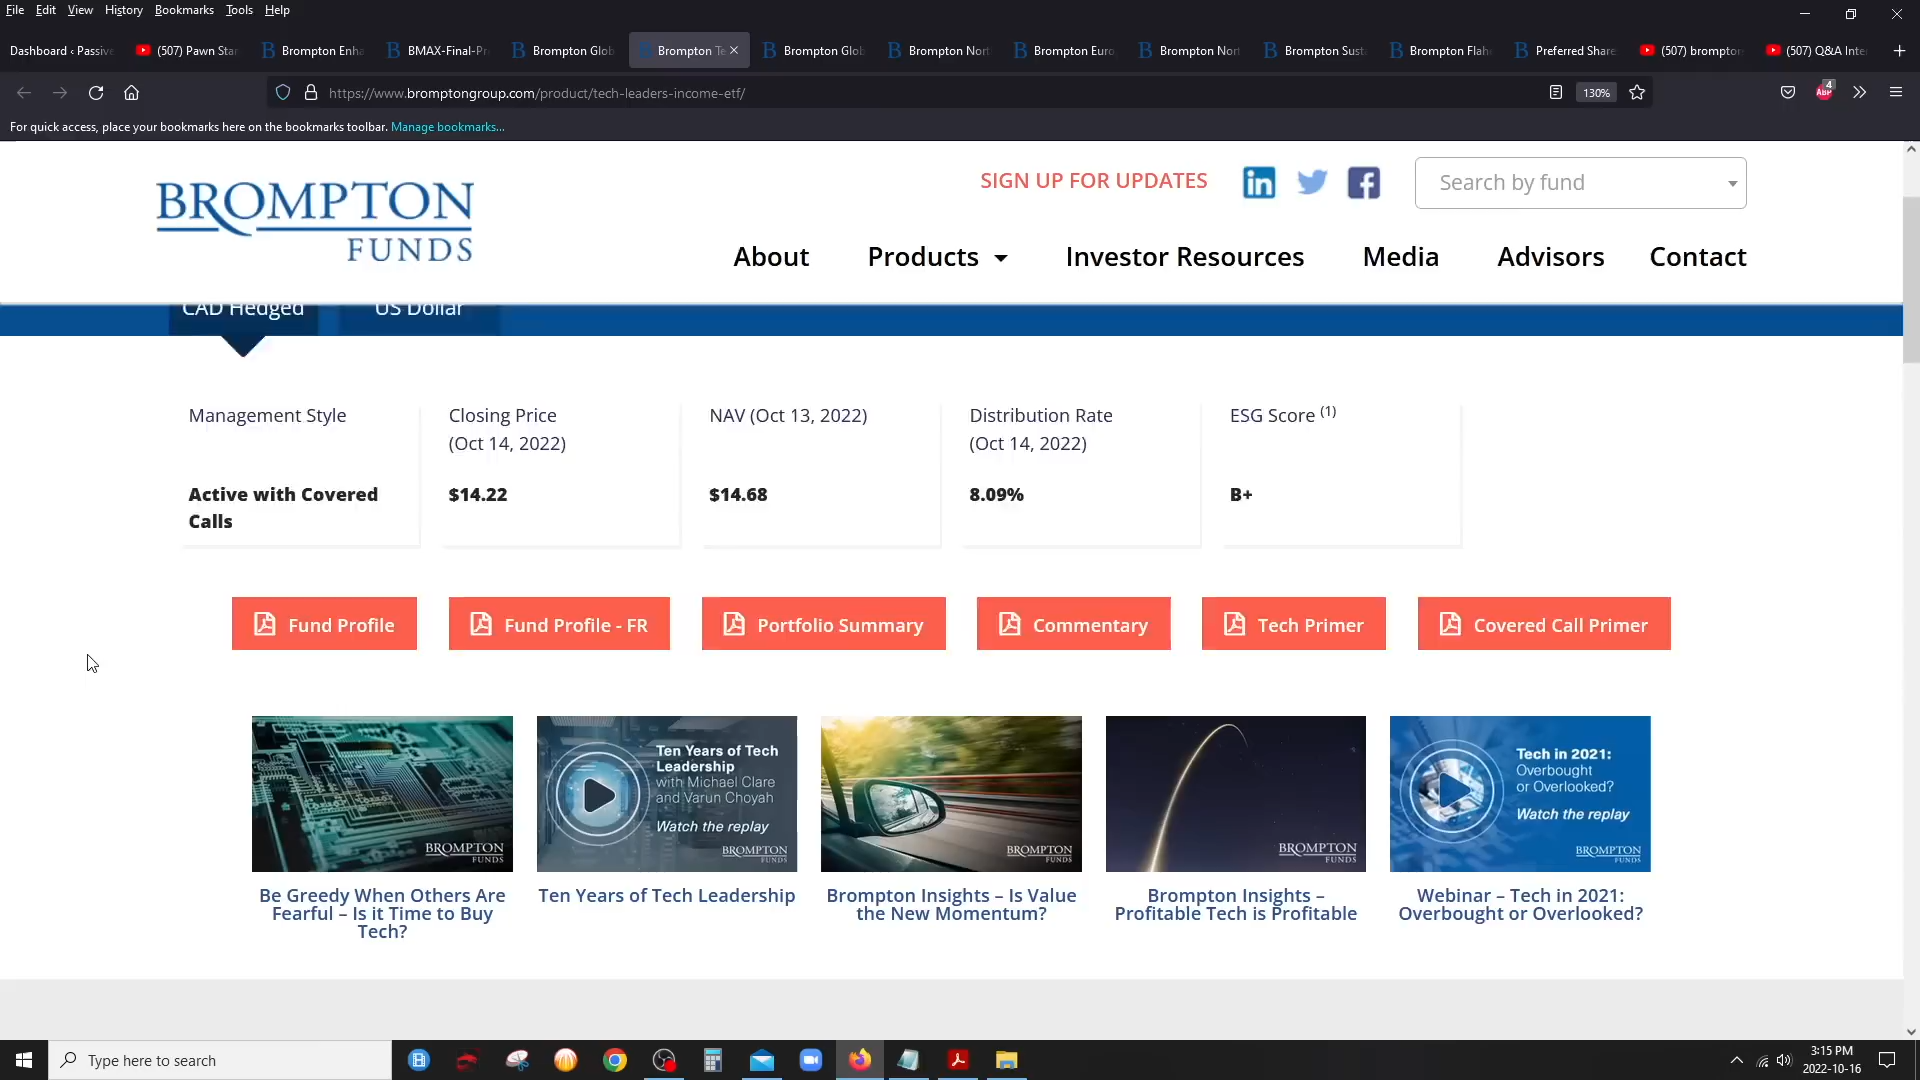 File Edit View History Bookmarks Tools Help
Dashboard ‹ Passive
(507) Pawn Star
Brompton Enha
BMAX-Final-Pr
Brompton Glob
Brompton Te
Brompton Glob
Brompton Nort
Brompton Euro
Brompton Nort
Brompton Sust
Brompton Flah
Preferred Share
(507) brompton
(507) Q&A Inte
https://www.bromptongroup.com/product/tech-leaders-income-etf/
130%
ABP
4
For quick access, place your bookmarks here on the bookmarks toolbar. Manage bookmarks...
BROMPTON
FUNDS
SIGN UP FOR UPDATES
in
f
Search by fund
About Products Investor Resources Media Advisors Contact
CAD Hedged US Dollar
Management Style
Active with Covered
Calls
Closing Price
(Oct 14, 2022)
$14.22
NAV (Oct 13, 2022)
$14.68
Distribution Rate
(Oct 14, 2022)
8.09%
ESG Score (1)
B+
Fund Profile
Fund Profile - FR
Portfolio Summary
Commentary
Tech Primer
Covered Call Primer
BROMPTON
FUNDS
Be Greedy When Others Are
Fearful – Is it Time to Buy
Tech?
Ten Years of Tech
Leadership
with Michael Clare
and Varun Choyah
Watch the replay
BROMPTON
FUNDS
Ten Years of Tech Leadership
BROMPTON
FUNDS
Brompton Insights – Is Value
the New Momentum?
BROMPTON
FUNDS
Brompton Insights –
Profitable Tech is Profitable
Tech in 2021:
Overbought
or Overlooked?
Watch the replay
BROMPTON
FUNDS
Webinar – Tech in 2021:
Overbought or Overlooked?
Type here to search
3:15 PM
2022-10-16